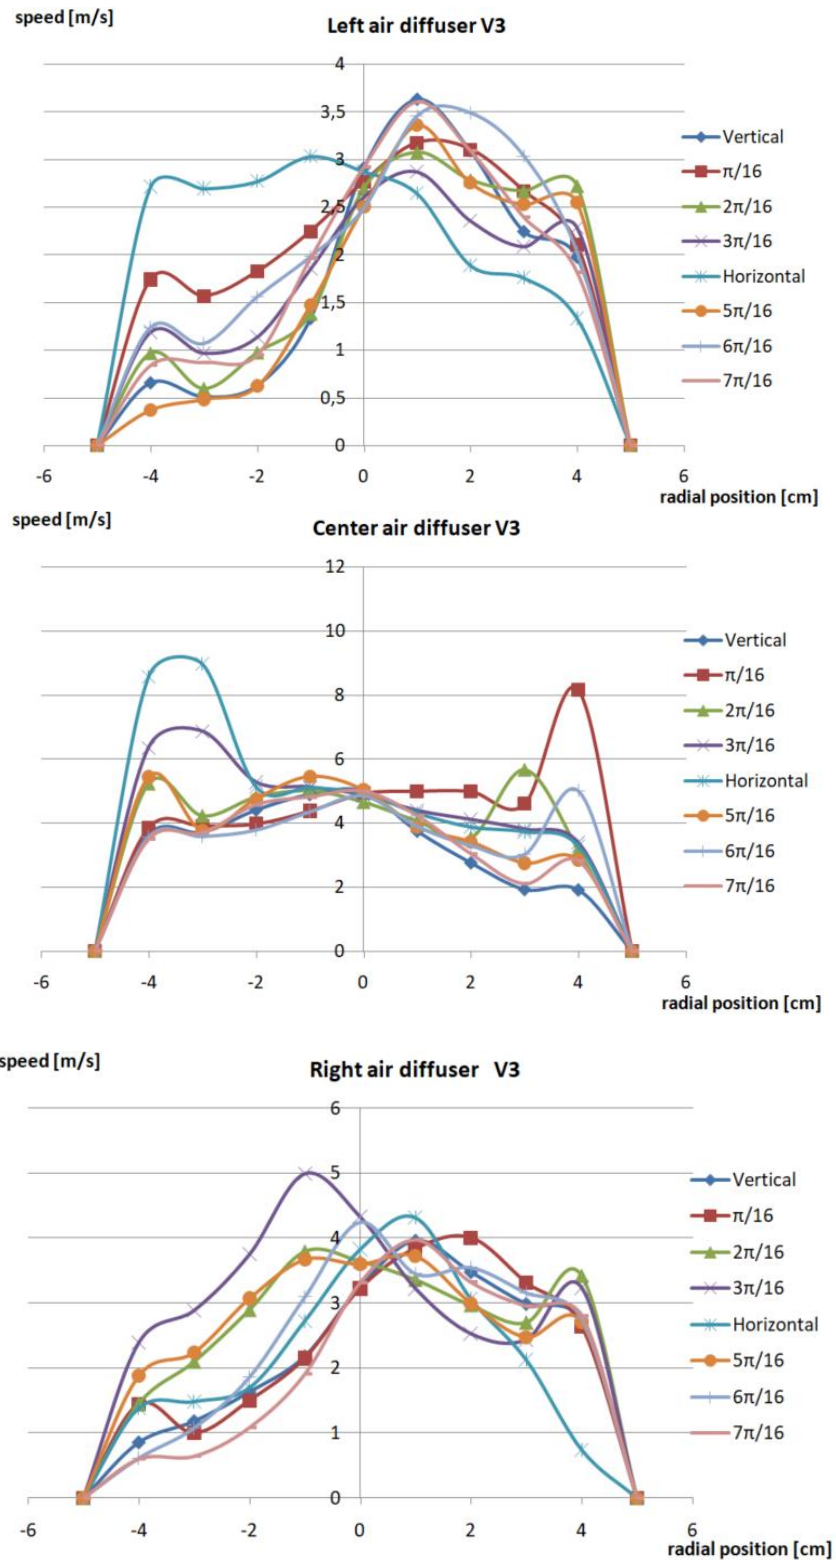 speed [m/s]
Left air diffuser V3
4
3,5
3
2,5
2
1,5
1
0,5
0
-6 -4 -2 0 2 4 6
radial position [cm]
Vertical
π/16
2π/16
3π/16
Horizontal
5π/16
6π/16
7π/16
speed [m/s]
Center air diffuser V3
12
10
8
6
4
2
0
-6 -4 -2 0 2 4 6
radial position [cm]
Vertical
π/16
2π/16
3π/16
Horizontal
5π/16
6π/16
7π/16
speed [m/s]
Right air diffuser V3
6
5
4
3
2
1
0
-6 -4 -2 0 2 4 6
radial position [cm]
Vertical
π/16
2π/16
3π/16
Horizontal
5π/16
6π/16
7π/16